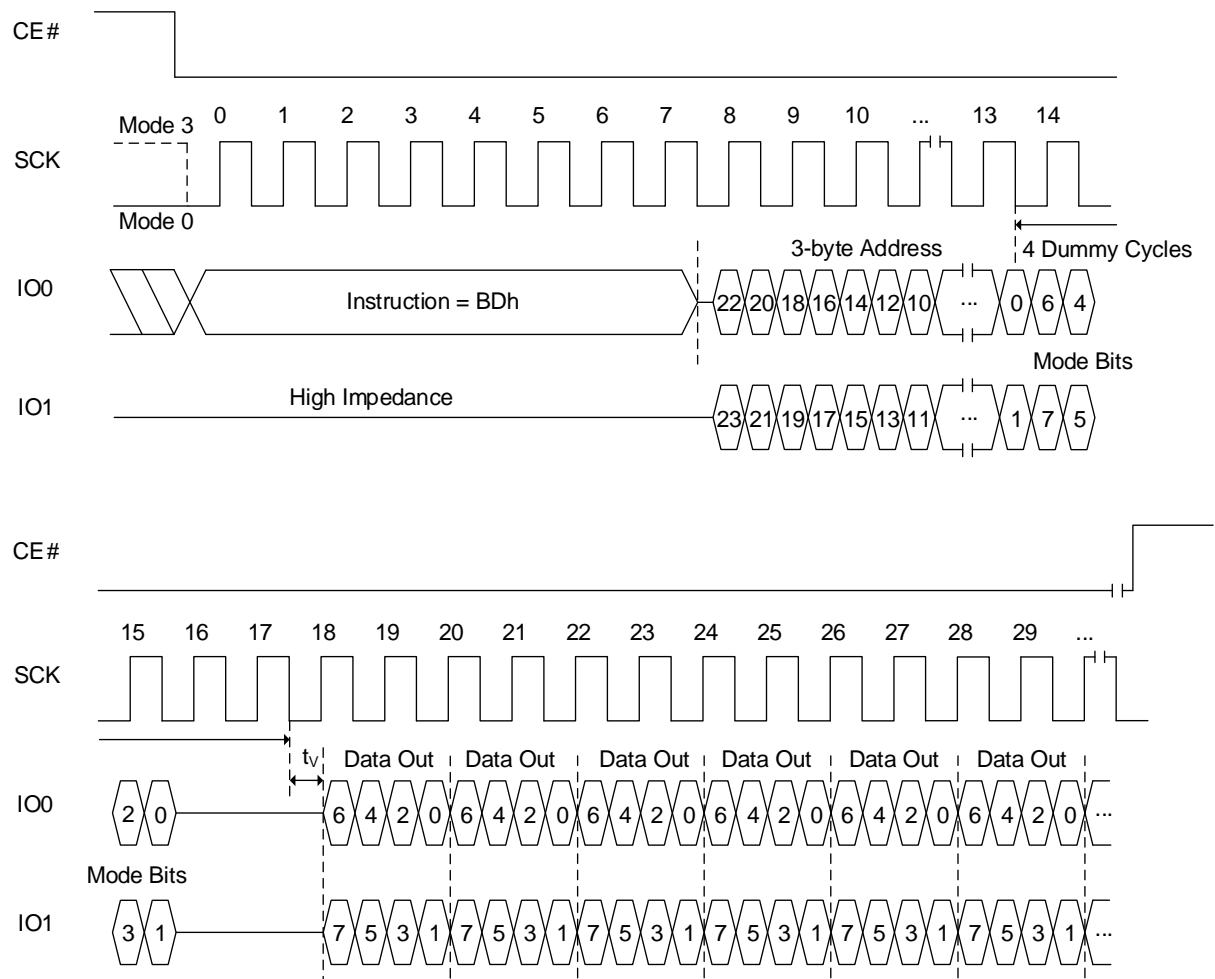 CE#
0 1 2 3 4 5 6 7 8 9 10 ... 13 14
Mode 3
SCK
Mode 0
3-byte Address 4 Dummy Cycles
IO0 Instruction = BDh 22 20 18 16 14 12 10 ... 0 6 4
Mode Bits
IO1 High Impedance 23 21 19 17 15 13 11 ... 1 7 5
CE#
15 16 17 18 19 20 21 22 23 24 25 26 27 28 29 ...
SCK
tV Data Out Data Out Data Out Data Out Data Out Data Out
IO0 2 0 6 4 2 0 6 4 2 0 6 4 2 0 6 4 2 0 6 4 2 0 6 4 2 0 ...
Mode Bits
IO1 3 1 7 5 3 1 7 5 3 1 7 5 3 1 7 5 3 1 7 5 3 1 7 5 3 1 ...